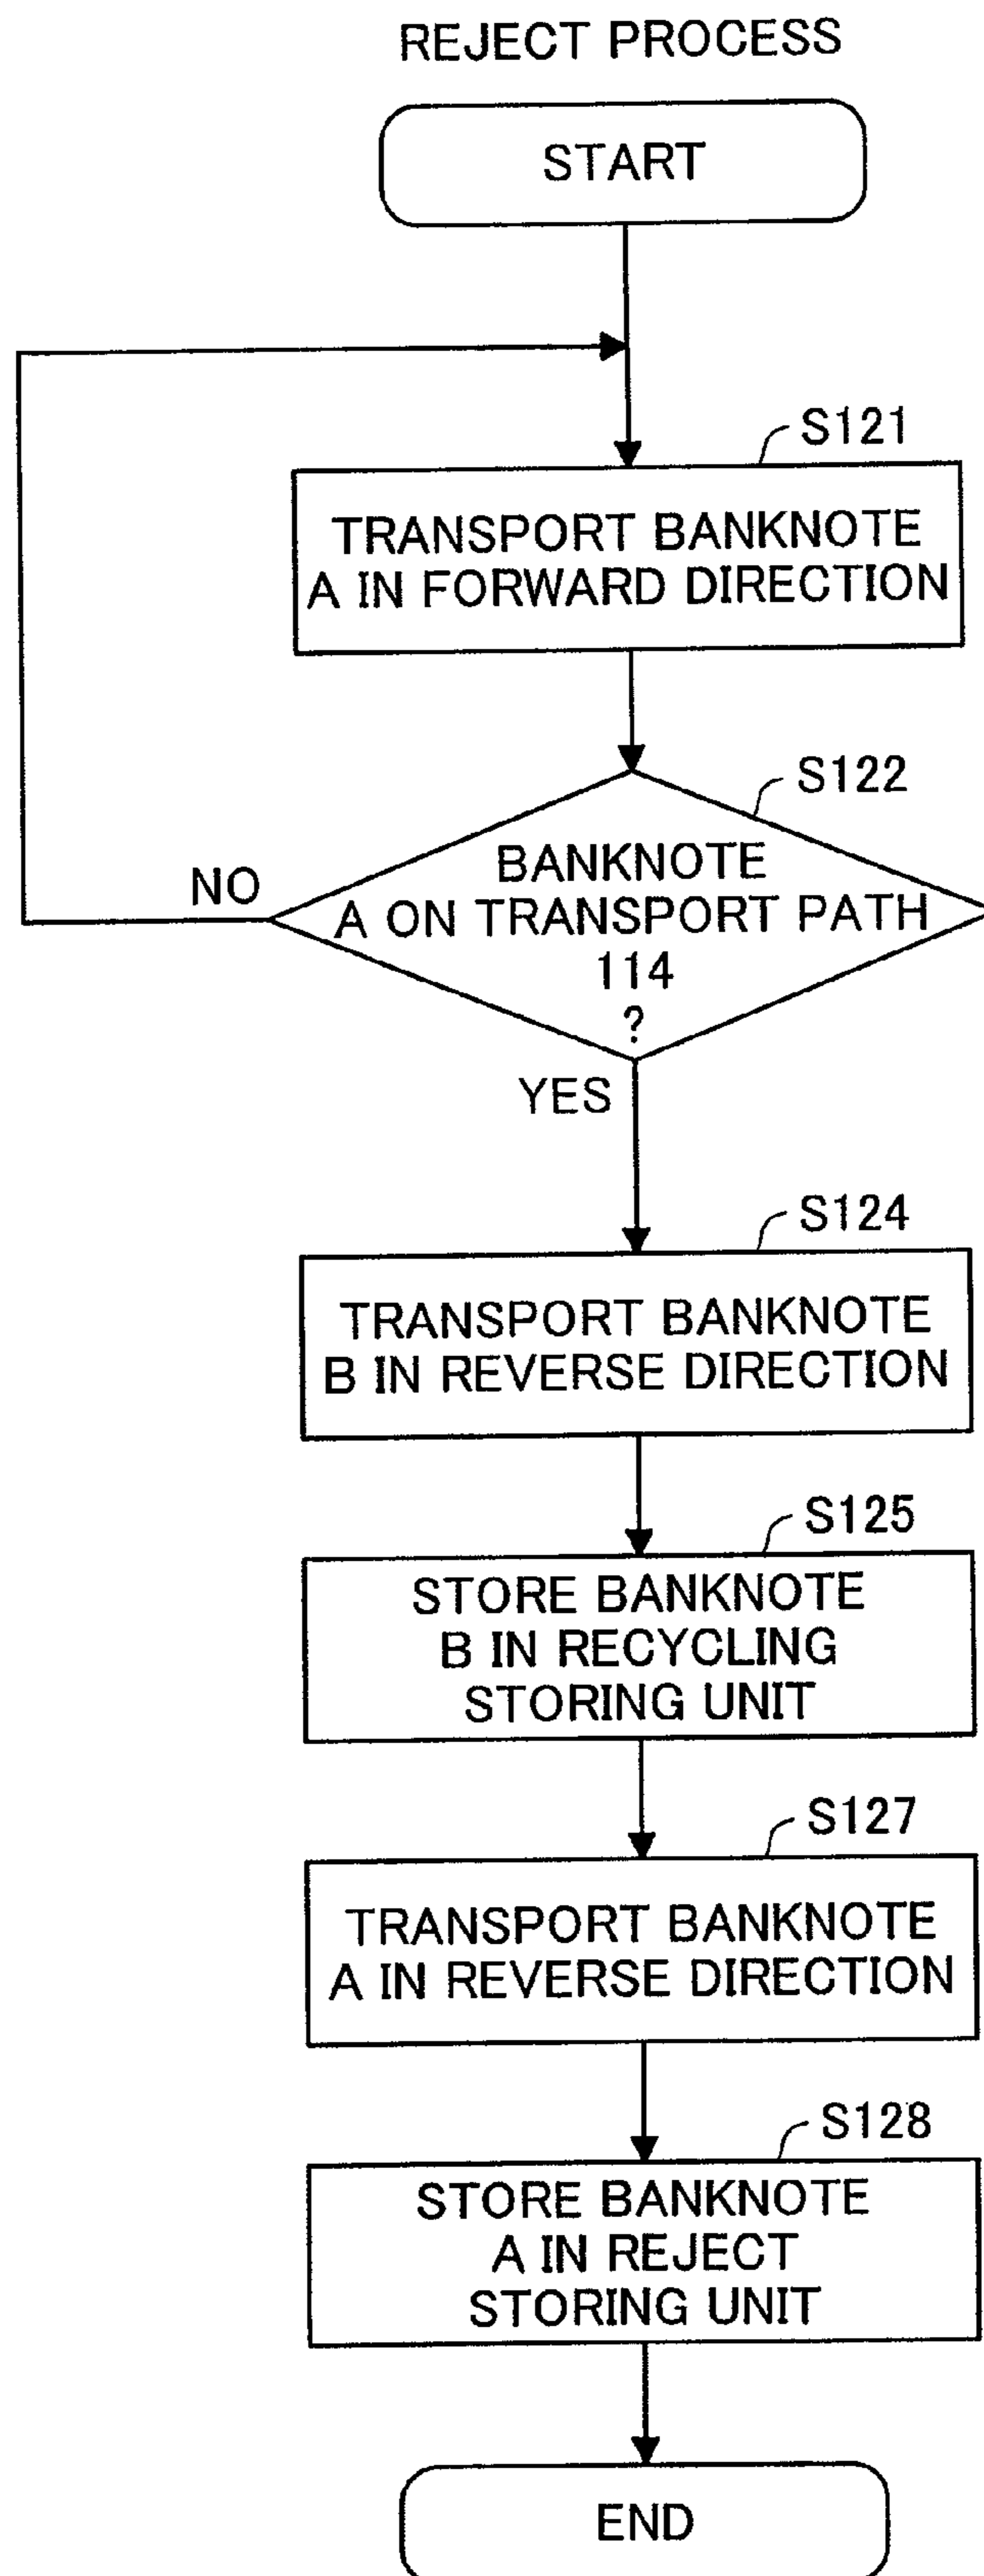 REJECT PROCESS
START
S121
TRANSPORT BANKNOTE
A IN FORWARD DIRECTION
S122
BANKNOTE
A ON TRANSPORT PATH
114
?
NO
YES
S124
TRANSPORT BANKNOTE
B IN REVERSE DIRECTION
S125
STORE BANKNOTE
B IN RECYCLING
STORING UNIT
S127
TRANSPORT BANKNOTE
A IN REVERSE DIRECTION
S128
STORE BANKNOTE
A IN REJECT
STORING UNIT
END